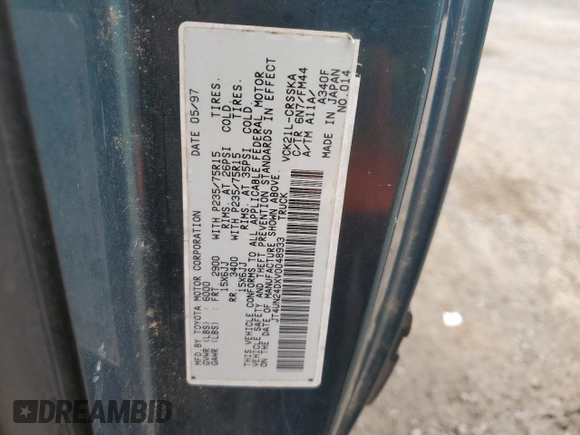 MFD BY TOYOTA MOTOR CORPORATION DATE 05/97
GVWR (LBS) : 6000
GAWR (LBS) : FRT. 2900 WITH P235/75R15 TIRES.
15X6JJ RIMS. AT 26PSI COLD.
RR. 3400 WITH P235/75R15 TIRES.
15X6JJ RIMS. AT 35PSI COLD.
THIS VEHICLE CONFORMS TO ALL APPLICABLE FEDERAL MOTOR
VEHICLE SAFETY AND THEFT PREVENTION STANDARDS IN EFFECT
ON THE DATE OF MANUFACTURE SHOWN ABOVE.
JT4UN24DXV0048933 TRUCK
VCK21L-CRSSKA
C/TR 6N7/FM44
A/TM A11A/ A340F
MADE IN JAPAN
NO.014
DREAMBID